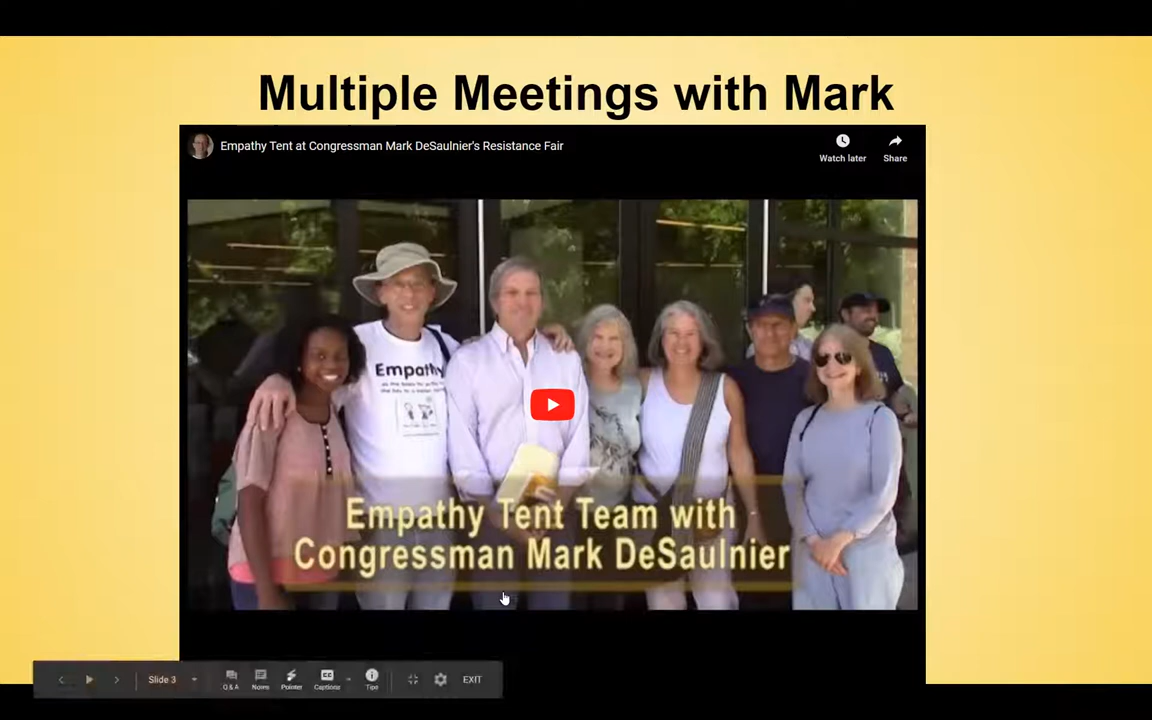 Multiple Meetings with Mark
Empathy Tent at Congressman Mark DeSaulnier's Resistance Fair
Watch later
Share
Empathy
Empathy Tent Team with
Congressman Mark DeSaulnier
Slide 3
Q & A
Notes
Pointer
CC
Captions
Tips
EXIT